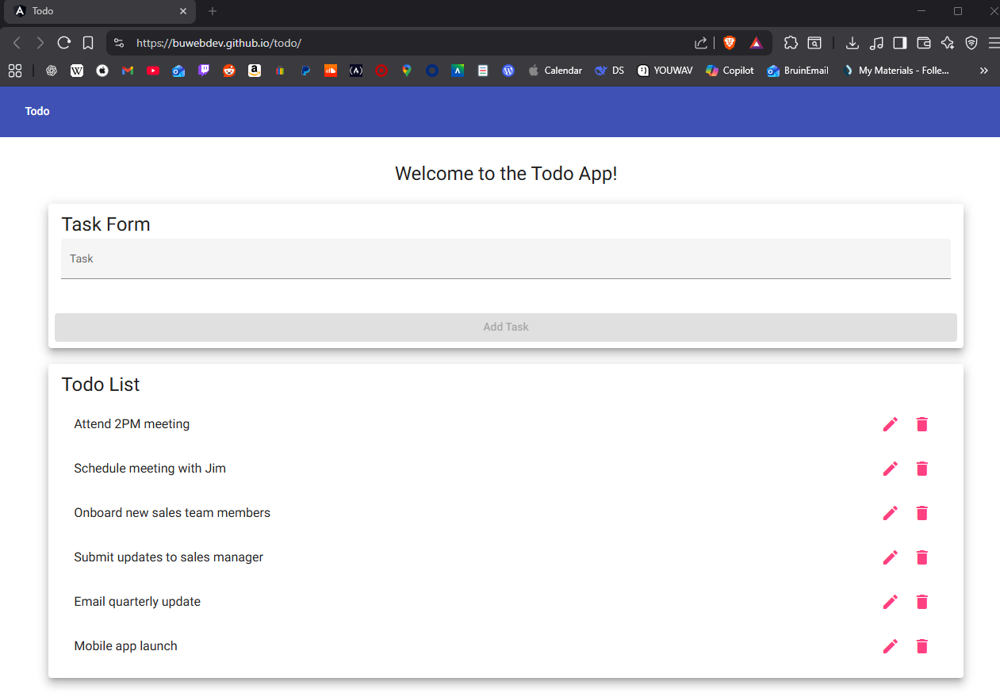 Todo
https://buwebdev.github.io/todo/
Calendar
DS
YOUWAV
Copilot
BruinEmail
My Materials - Folle...
Todo
Welcome to the Todo App!
Task Form
Task
Add Task
Todo List
Attend 2PM meeting
Schedule meeting with Jim
Onboard new sales team members
Submit updates to sales manager
Email quarterly update
Mobile app launch